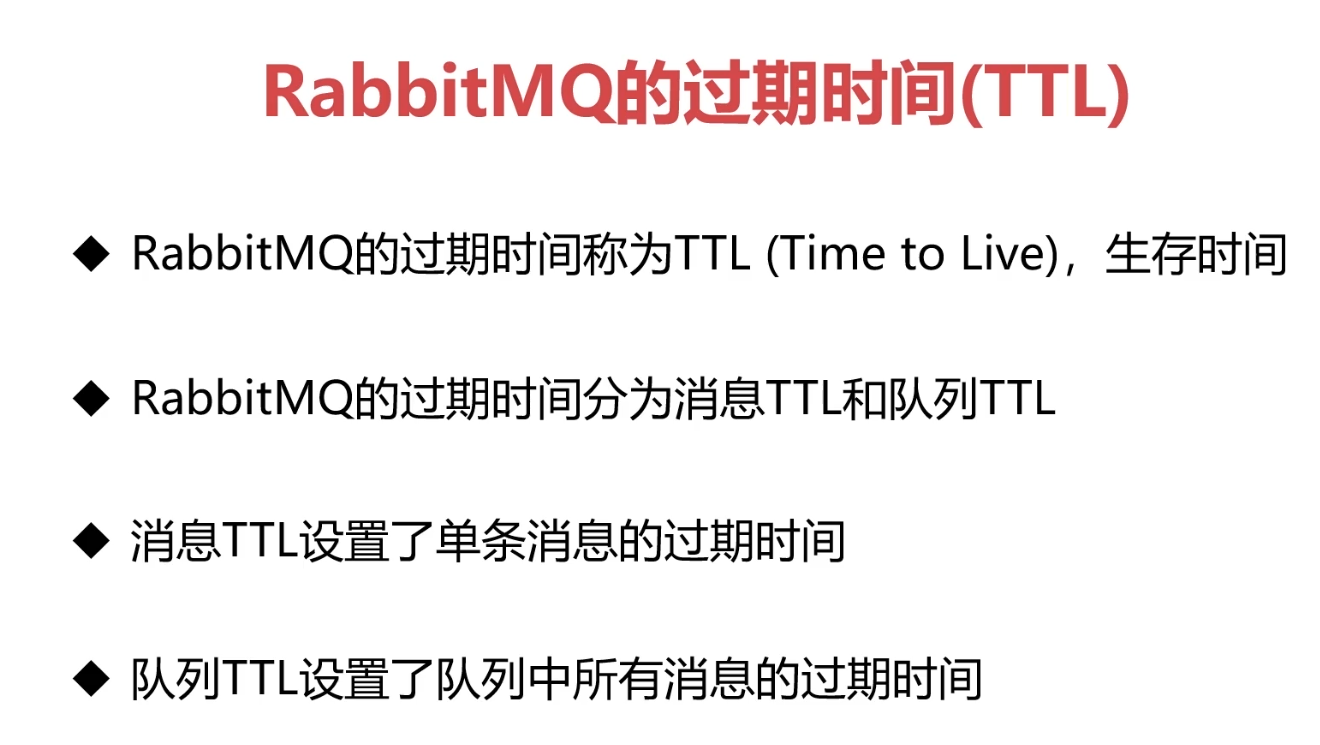 RabbitMQ的过期时间(TTL)
◆ RabbitMQ的过期时间称为TTL (Time to Live)，生存时间
◆ RabbitMQ的过期时间分为消息TTL和队列TTL
◆ 消息TTL设置了单条消息的过期时间
◆ 队列TTL设置了队列中所有消息的过期时间